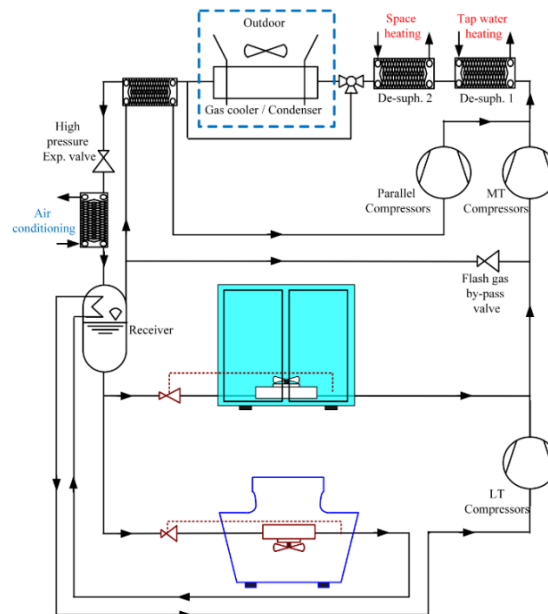 Outdoor
Space
heating
Tap water
heating
Gas cooler / Condenser
De-suph. 2
De-suph. 1
High
pressure
Exp. valve
Parallel
Compressors
MT
Compressors
Air
conditioning
Flash gas
by-pass
valve
Receiver
LT
Compressors